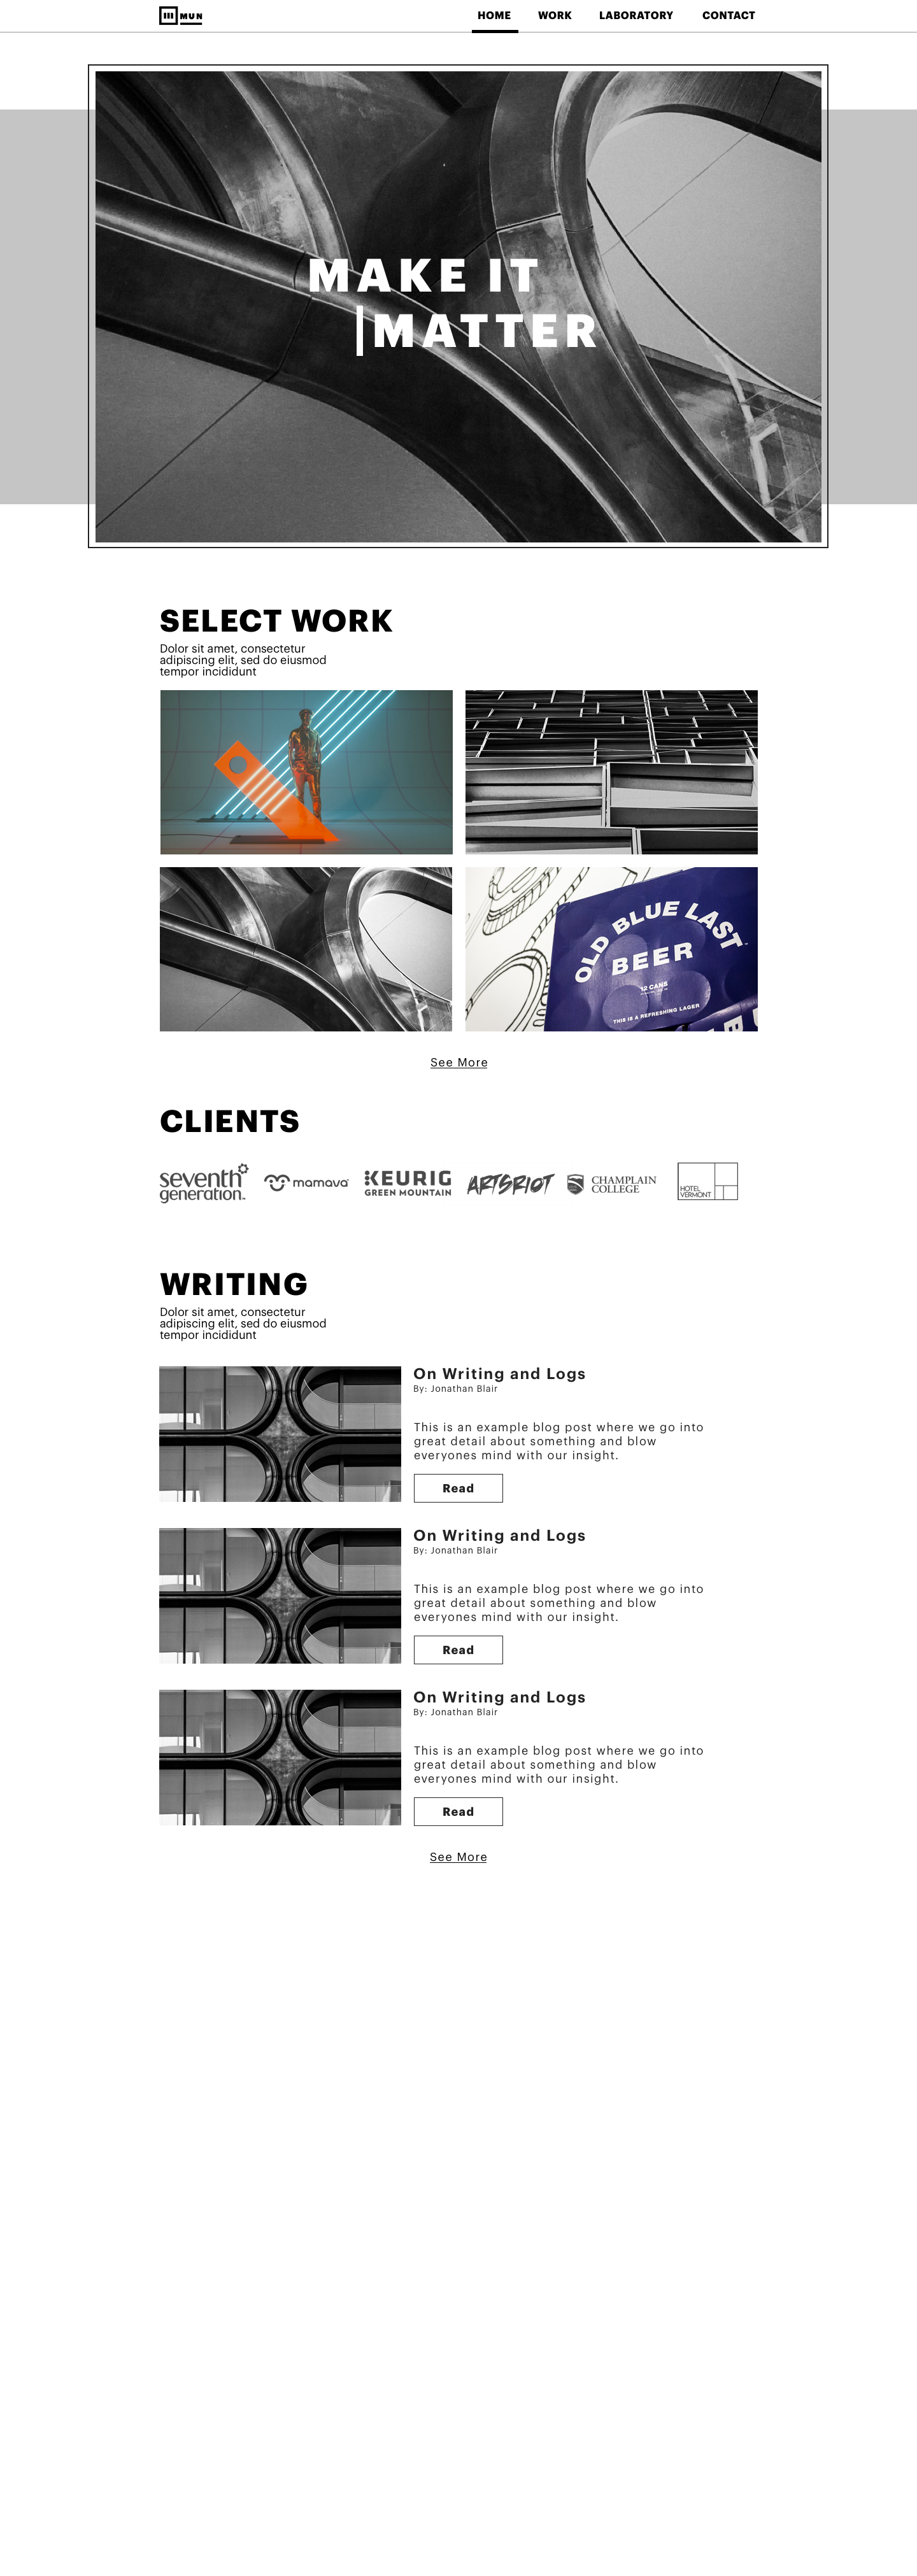 MUN
HOME WORK LABORATORY CONTACT
MAKE IT
|MATTER
SELECT WORK
Dolor sit amet, consectetur
adipiscing elit, sed do eiusmod
tempor incididunt
OLD BLUE LAST
BEER
12 CANS
THIS IS A REFRESHING LAGER
See More
CLIENTS
seventh
generation.
mamava
KEURIG
GREEN MOUNTAIN
ARTSRIOT
CHAMPLAIN
COLLEGE
HOTEL
VERMONT
WRITING
Dolor sit amet, consectetur
adipiscing elit, sed do eiusmod
tempor incididunt
On Writing and Logs
By: Jonathan Blair
This is an example blog post where we go into
great detail about something and blow
everyones mind with our insight.
Read
On Writing and Logs
By: Jonathan Blair
This is an example blog post where we go into
great detail about something and blow
everyones mind with our insight.
Read
On Writing and Logs
By: Jonathan Blair
This is an example blog post where we go into
great detail about something and blow
everyones mind with our insight.
Read
See More